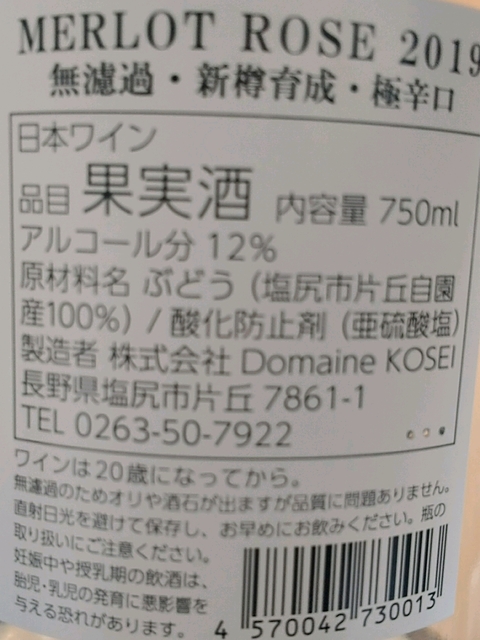 MERLOT ROSE 2019
無濾過・新樽育成・極辛口
日本ワイン
品目 果実酒 内容量 750ml
アルコール分 12%
原材料名 ぶどう（塩尻市片丘自園
産100%）/ 酸化防止剤（亜硫酸塩）
製造者 株式会社 Domaine KOSEI
長野県塩尻市片丘 7861-1
TEL 0263-50-7922
ワインは20歳になってから。
無濾過のためオリや酒石が出ますが品質に問題ありません。
直射日光を避けて保存し、お早めにお飲みください。瓶の
取り扱いにご注意ください。
妊娠中や授乳期の飲酒は、
胎児・乳児の発育に悪影響を
与える恐れがあります。
4 570042 730013